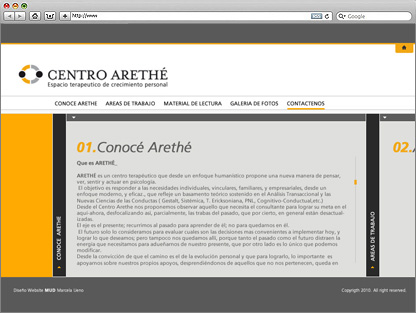 http://www
Google
CENTRO ARETHÉ
Espacio terapeutico de crecimiento personal
CONOCE ARETHE AREAS DE TRABAJO MATERIAL DE LECTURA GALERIA DE FOTOS CONTACTENOS
01.Conocé Arethé
02.
Que es ARETHÉ_
ARETHÉ es un centro terapéutico que desde un enfoque humanístico propone una nueva manera de pensar,
ver, sentir y actuar en psicología.
El objetivo es responder a las necesidades individuales, vinculares, familiares, y empresariales, desde un
enfoque moderno, y eficaz., que refleje un basamento teórico sostenido en el Análisis Transaccional y las
Nuevas Ciencias de las Conductas ( Gestalt, Sistémica, T. Ericksoniana, PNL, Cognitivo-Conductual,etc.)
Desde el Centro Arethe nos proponemos observar aquello que necesita el consultante para lograr su meta en el
aquí-ahora, desfocalizando así, parcialmente, las trabas del pasado, que por cierto, en general están desactual-
izadas.
El eje es el presente; recurrimos al pasado para aprender de él; no para quedarnos en él.
El futuro solo lo consideramos para evaluar cuales son las decisiones mas convenientes a implementar hoy, y
lograr lo que deseamos; pero tampoco nos quedamos allí, porque tanto el pasado como el futuro distraen la
energía que necesitamos para adueñarnos de nuestro presente, que por otro lado es lo único que podemos
modificar.
Desde la convicción de que el camino es el de la evolución personal y que para lograrlo, lo importante es
apoyarnos sobre nuestros propios apoyos, desprendiéndonos de aquellos que no nos pertenecen, queda en
CONOCE ARETHE
AREAS DE TRABAJO
Diseño Website MUD Marcela Ueno
Copyright 2010. All right reserved.